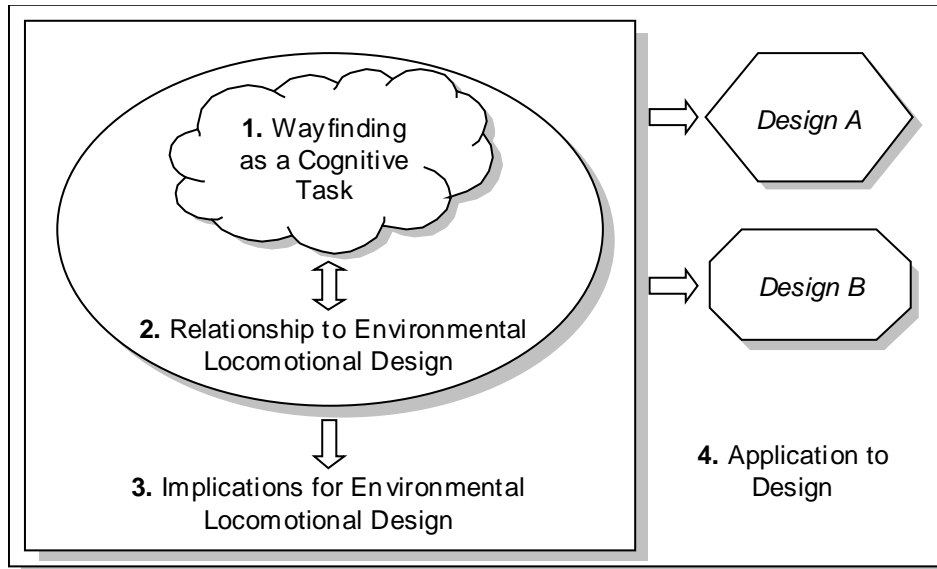 1. Wayfinding
as a Cognitive
Task
2. Relationship to Environmental
Locomotional Design
3. Implications for Environmental
Locomotional Design
Design A
Design B
4. Application to
Design